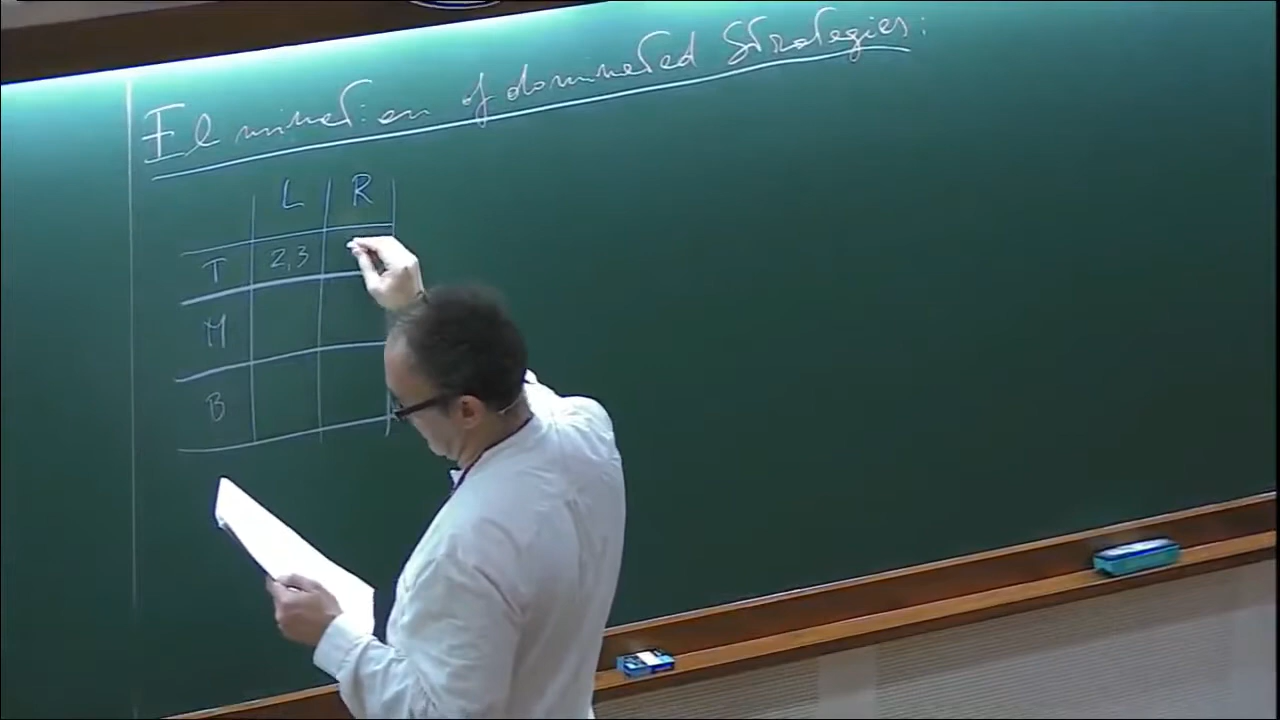 Elimination of dominated Strategies:
L R
T 2,3
M
B